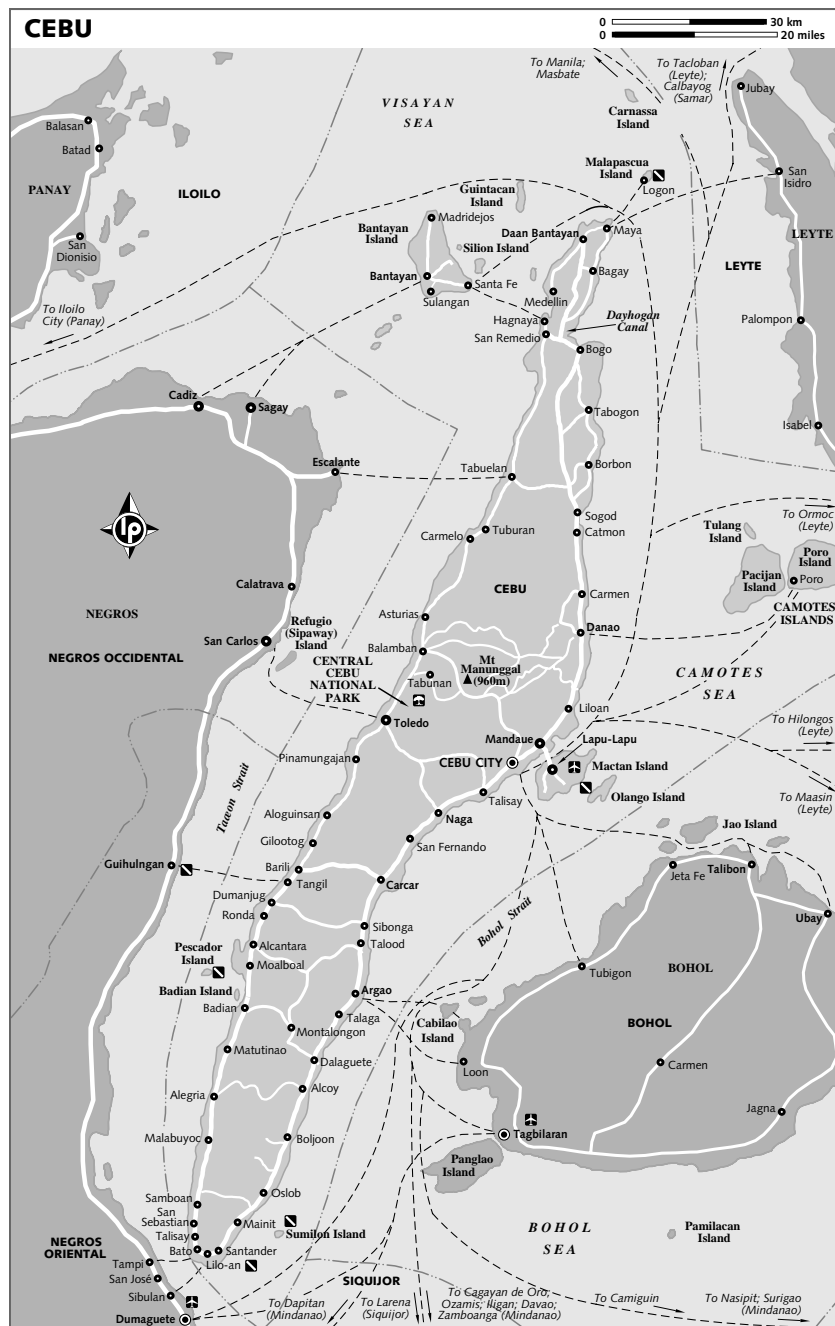 CEBU
0 30 km
0 20 miles
To Manila;
Masbate
To Tacloban
(Leyte);
Calbayog
(Samar)
Jubay
VISAYAN
SEA
Carnassa
Island
Balasan
Batad
PANAY
ILOILO
Malapascua
Island
Logon
San
Isidro
Guintacan
Island
Madridejos
Bantayan
Island
Silion Island
Daan Bantayan
Maya
LEYTE
LEYTE
San
Dionisio
Bantayan
Santa Fe
Bagay
Sulangan
Medellin
To Iloilo
City (Panay)
Hagnaya
San Remedio
Dayhogan
Canal
Palompon
Bogo
Cadiz
Sagay
Tabogon
Isabel
Escalante
Tabuelan
Borbon
lp
Sogod
To Ormoc
(Leyte)
Carmelo
Tuburan
Catmon
Tulang
Island
Poro
Island
Pacijan
Island
Poro
CEBU
Calatrava
Carmen
CAMOTES
ISLANDS
NEGROS
Asturias
Refugio
(Sipaway)
Island
Danao
San Carlos
NEGROS OCCIDENTAL
Balamban
CENTRAL
CEBU
NATIONAL
PARK
Mt
Manunggal
(960m)
Tabunan
CAMOTES
SEA
Liloan
Toledo
To Hilongos
(Leyte)
Mandaue
Lapu-Lapu
CEBU CITY
Mactan Island
Pinamungajan
Tañon Strait
Talisay
Olango Island
To Maasin
(Leyte)
Aloguinsan
Naga
Jao Island
Gilootog
San Fernando
Guihulngan
Barili
Tangil
Carcar
Jeta Fe
Talibon
Dumanjug
Ronda
Ubay
Sibonga
Bohol Strait
Pescador
Island
Alcantara
Talood
Moalboal
Tubigon
BOHOL
Badian Island
Argao
Badian
Talaga
Cabilao
Island
BOHOL
Montalongon
Matutinao
Dalaguete
Loon
Carmen
Alegria
Alcoy
Jagna
Malabuyoc
Boljoon
Tagbilaran
Panglao
Island
Samboan
Oslob
San
Sebastian
Mainit
Talisay
Sumilon Island
BOHOL
SEA
Pamilacan
Island
NEGROS
ORIENTAL
Bato
Santander
Tampi
Lilo-an
San José
SIQUIJOR
Sibulan
To Dapitan
(Mindanao)
To Larena
(Siquijor)
To Cagayan de Oro;
Ozamis; Iligan; Davao;
Zamboanga (Mindanao)
To Camiguin
To Nasipit; Surigao
(Mindanao)
Dumaguete